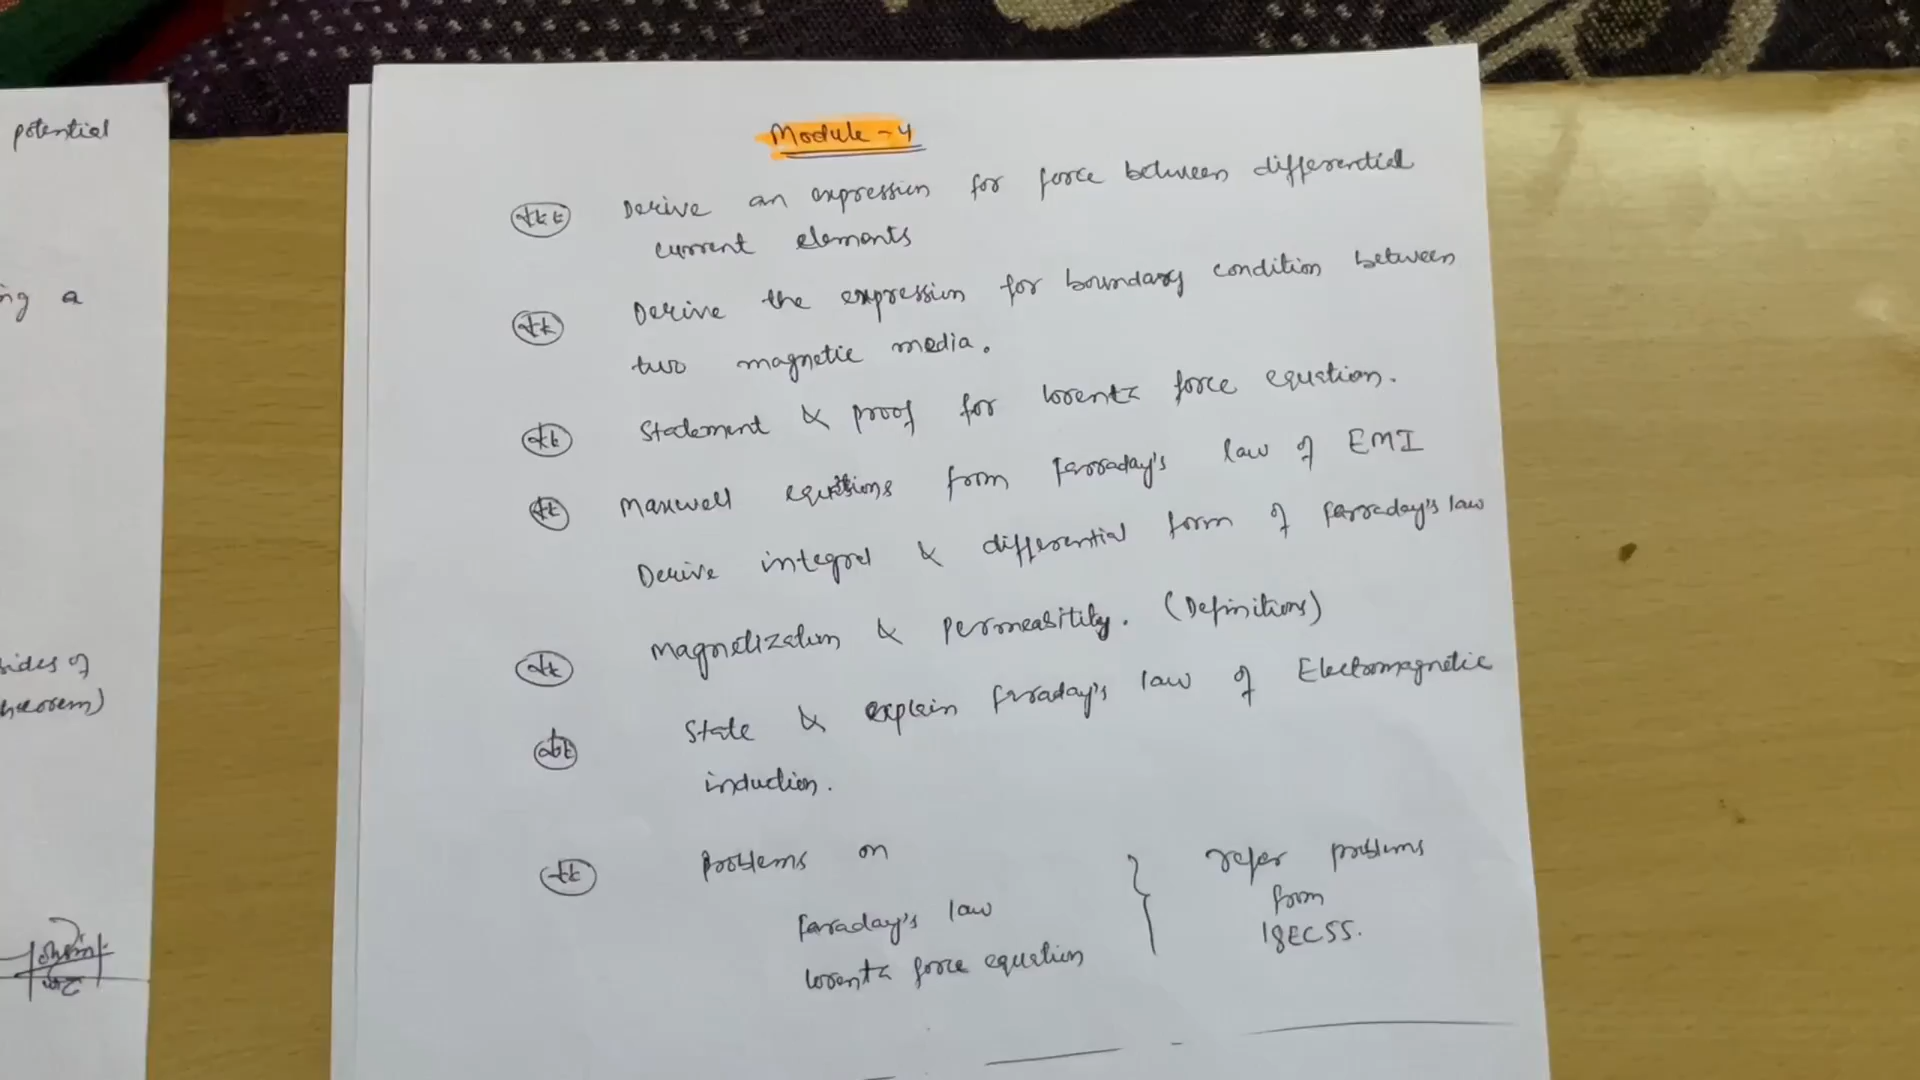 potential
ng a
sides of
heorem)
Module - 4
Derive an expression for force between differential
current elements
Derive the expression for boundary condition between
two magnetic media.
Statement & proof for lorentz force equation.
Maxwell equations from farraday's law of EMI
Derive integral & differential form of farraday's law
Magnetization & permeability. (Definitions)
State & explain faraday's law of Electromagnetic
induction.
Problems on
faraday's law
lorentz force equation
refer problems
from
18EC55.